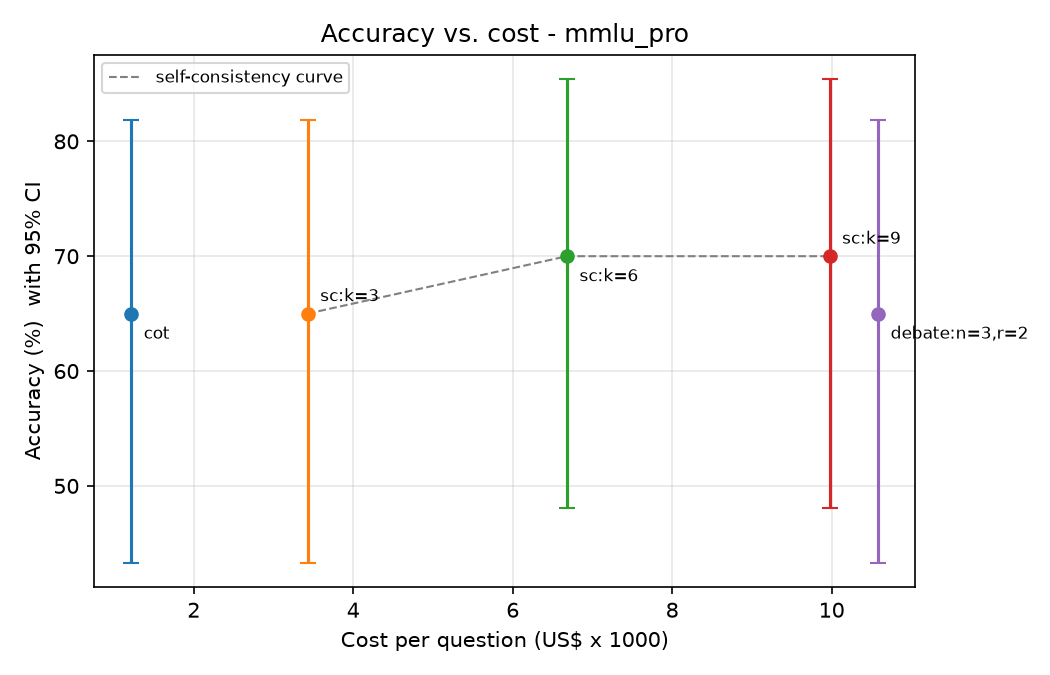 Accuracy vs. cost - mmlu_pro
self-consistency curve
Accuracy (%)  with 95% CI
80
70
60
50
cot
sc:k=3
sc:k=6
sc:k=9
debate:n=3,r=2
2
4
6
8
10
Cost per question (US$ x 1000)